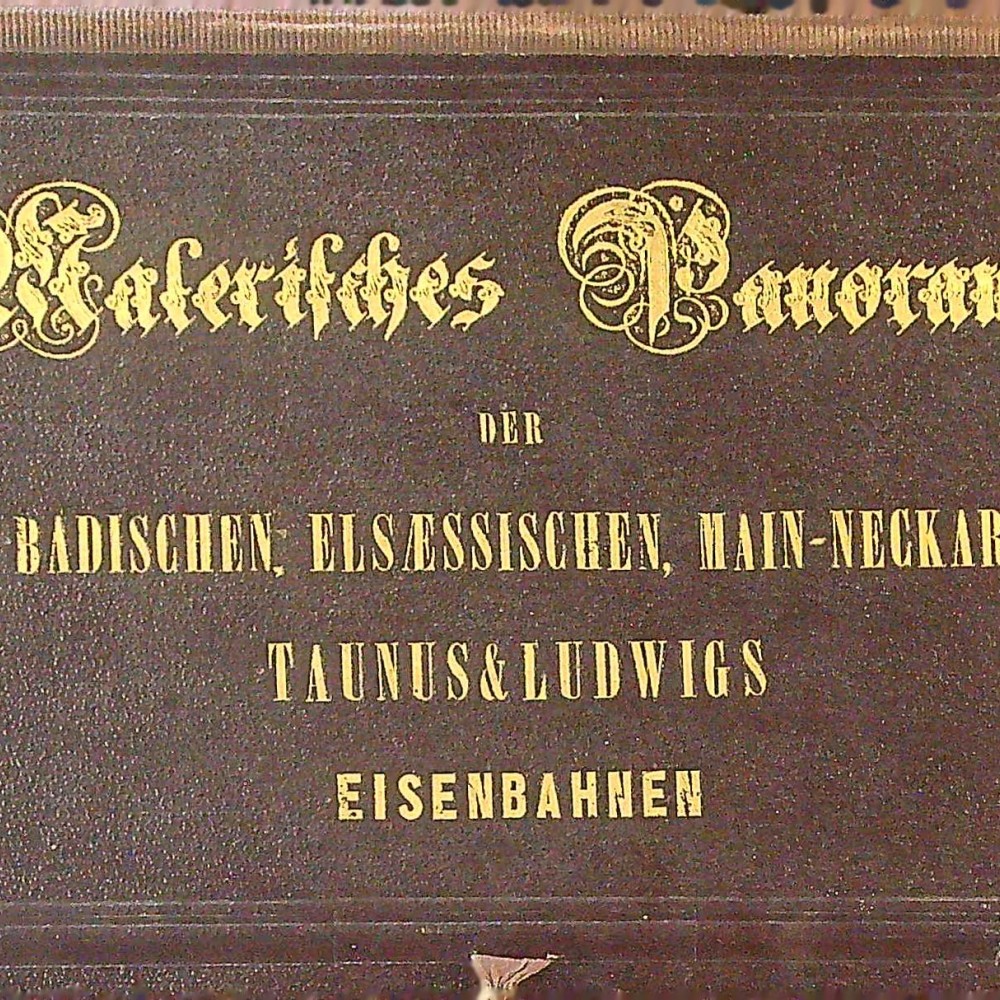 Malerisches Panoram
DER
BADISCHEN, ELSÆSSISCHEN, MAIN-NECKAR
TAUNUS & LUDWIGS
EISENBAHNEN